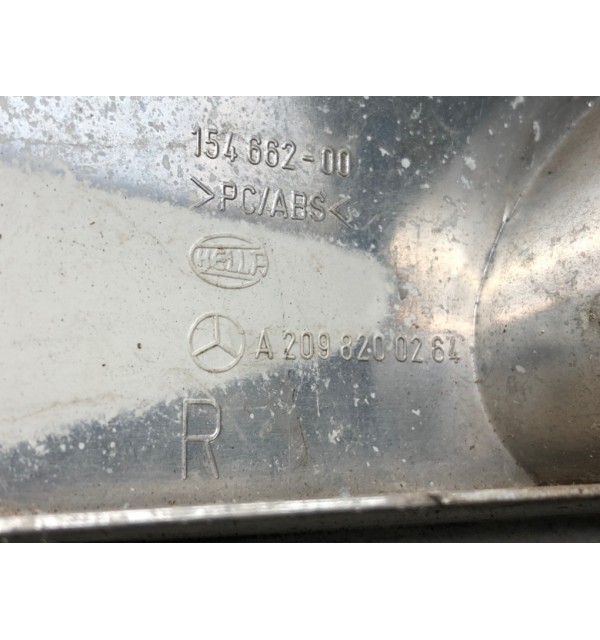 154 662-00
>PC/ABS<
HELLA
A 209 820 02 64
R